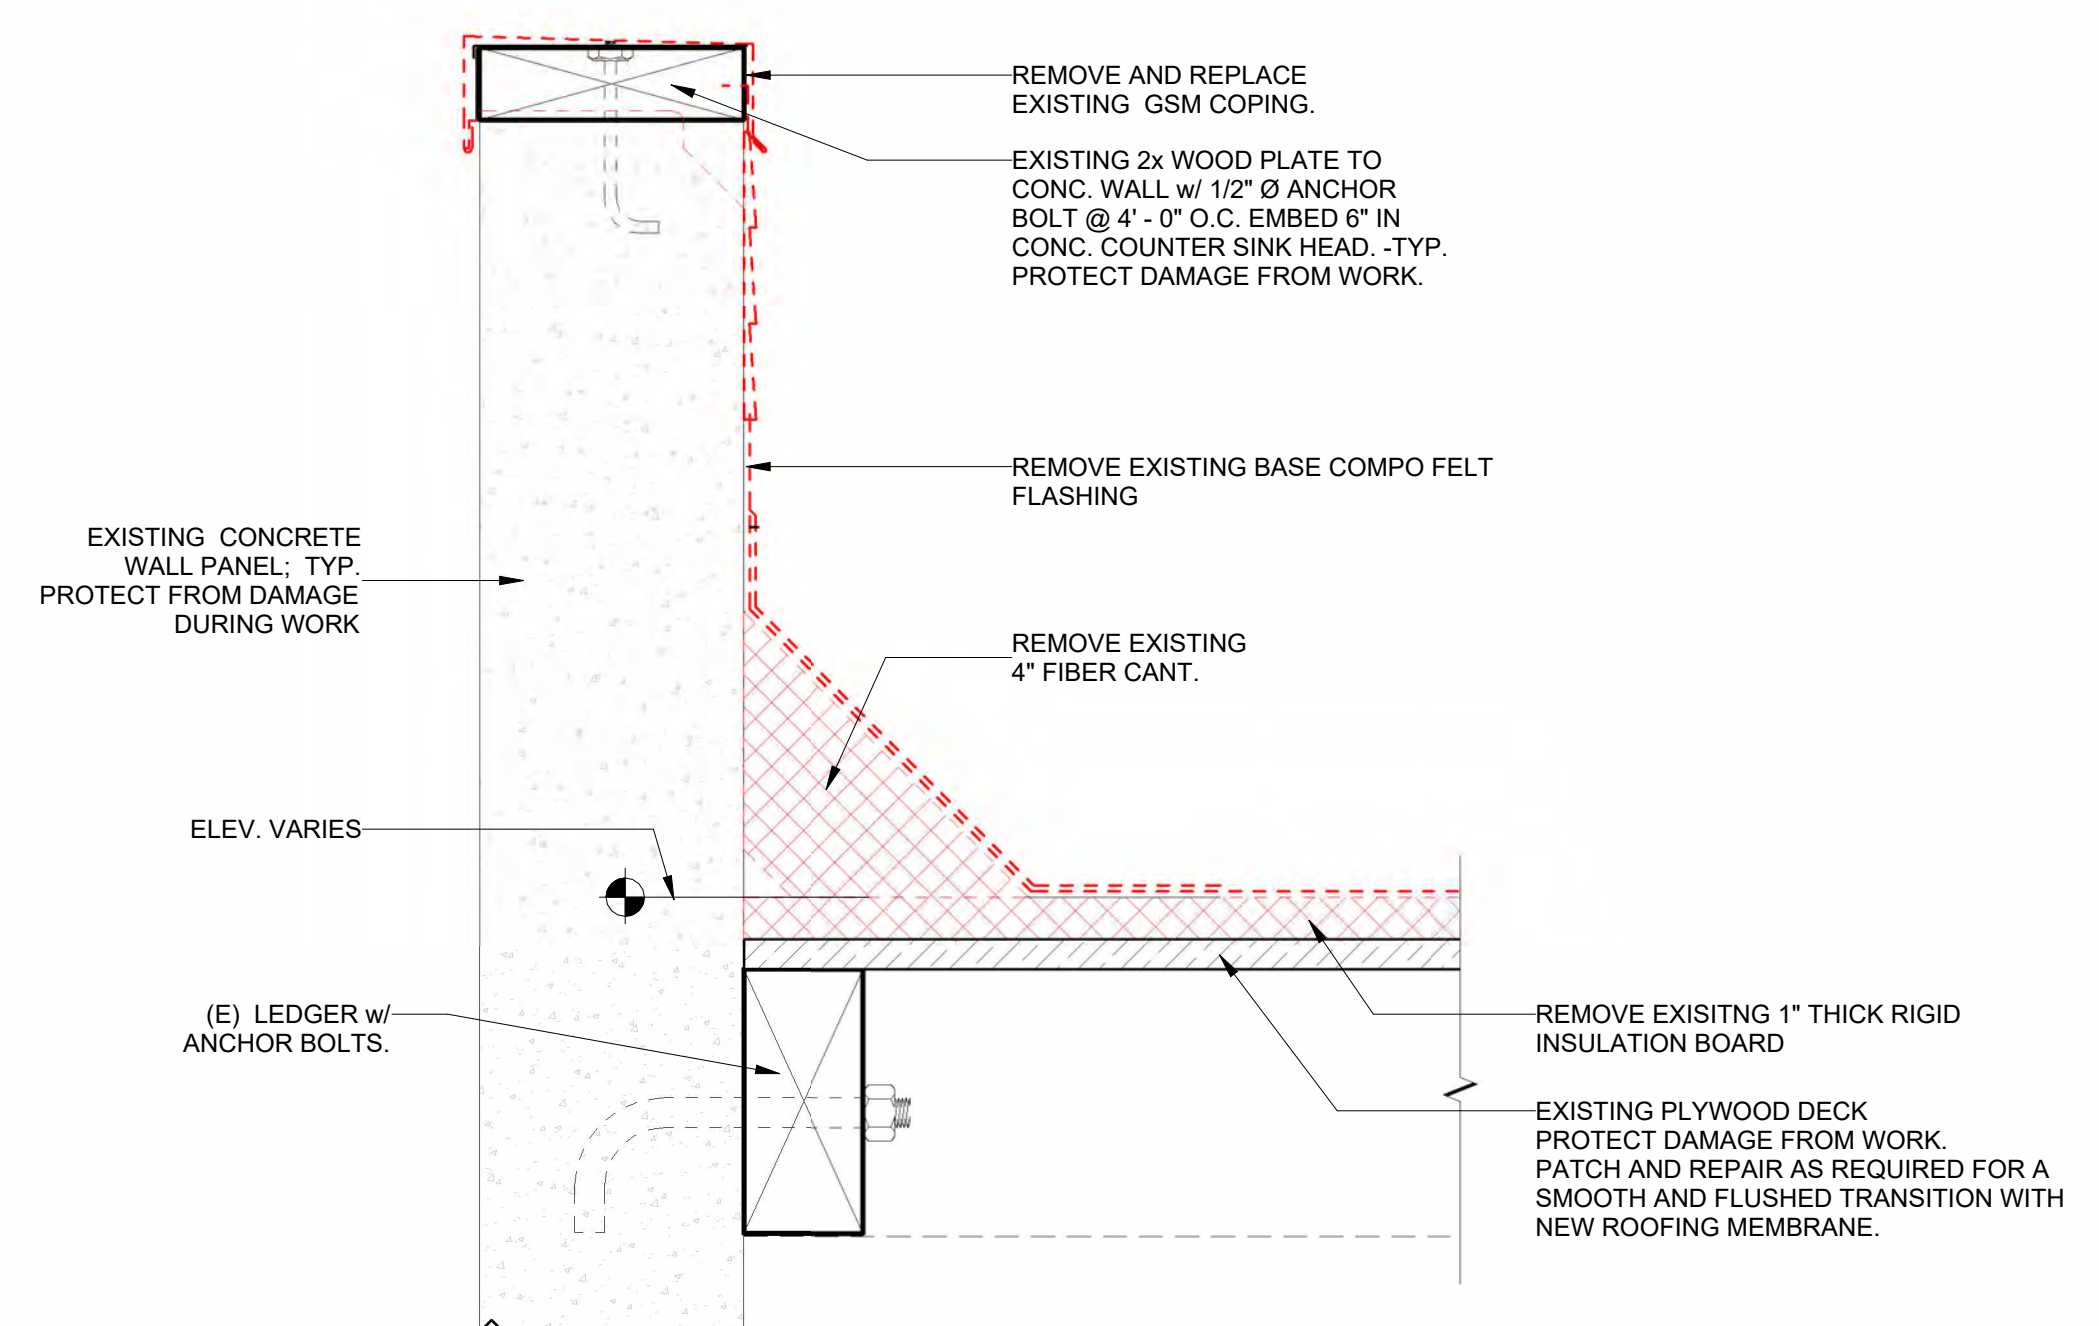 REMOVE AND REPLACE
EXISTING GSM COPING.
EXISTING 2x WOOD PLATE TO
CONC. WALL w/ 1/2" Ø ANCHOR
BOLT @ 4' - 0" O.C. EMBED 6" IN
CONC. COUNTER SINK HEAD. -TYP.
PROTECT DAMAGE FROM WORK.
REMOVE EXISTING BASE COMPO FELT
FLASHING
EXISTING CONCRETE
WALL PANEL; TYP.
PROTECT FROM DAMAGE
DURING WORK
REMOVE EXISTING
4" FIBER CANT.
ELEV. VARIES
(E) LEDGER w/
ANCHOR BOLTS.
REMOVE EXISITNG 1" THICK RIGID
INSULATION BOARD
EXISTING PLYWOOD DECK
PROTECT DAMAGE FROM WORK.
PATCH AND REPAIR AS REQUIRED FOR A
SMOOTH AND FLUSHED TRANSITION WITH
NEW ROOFING MEMBRANE.